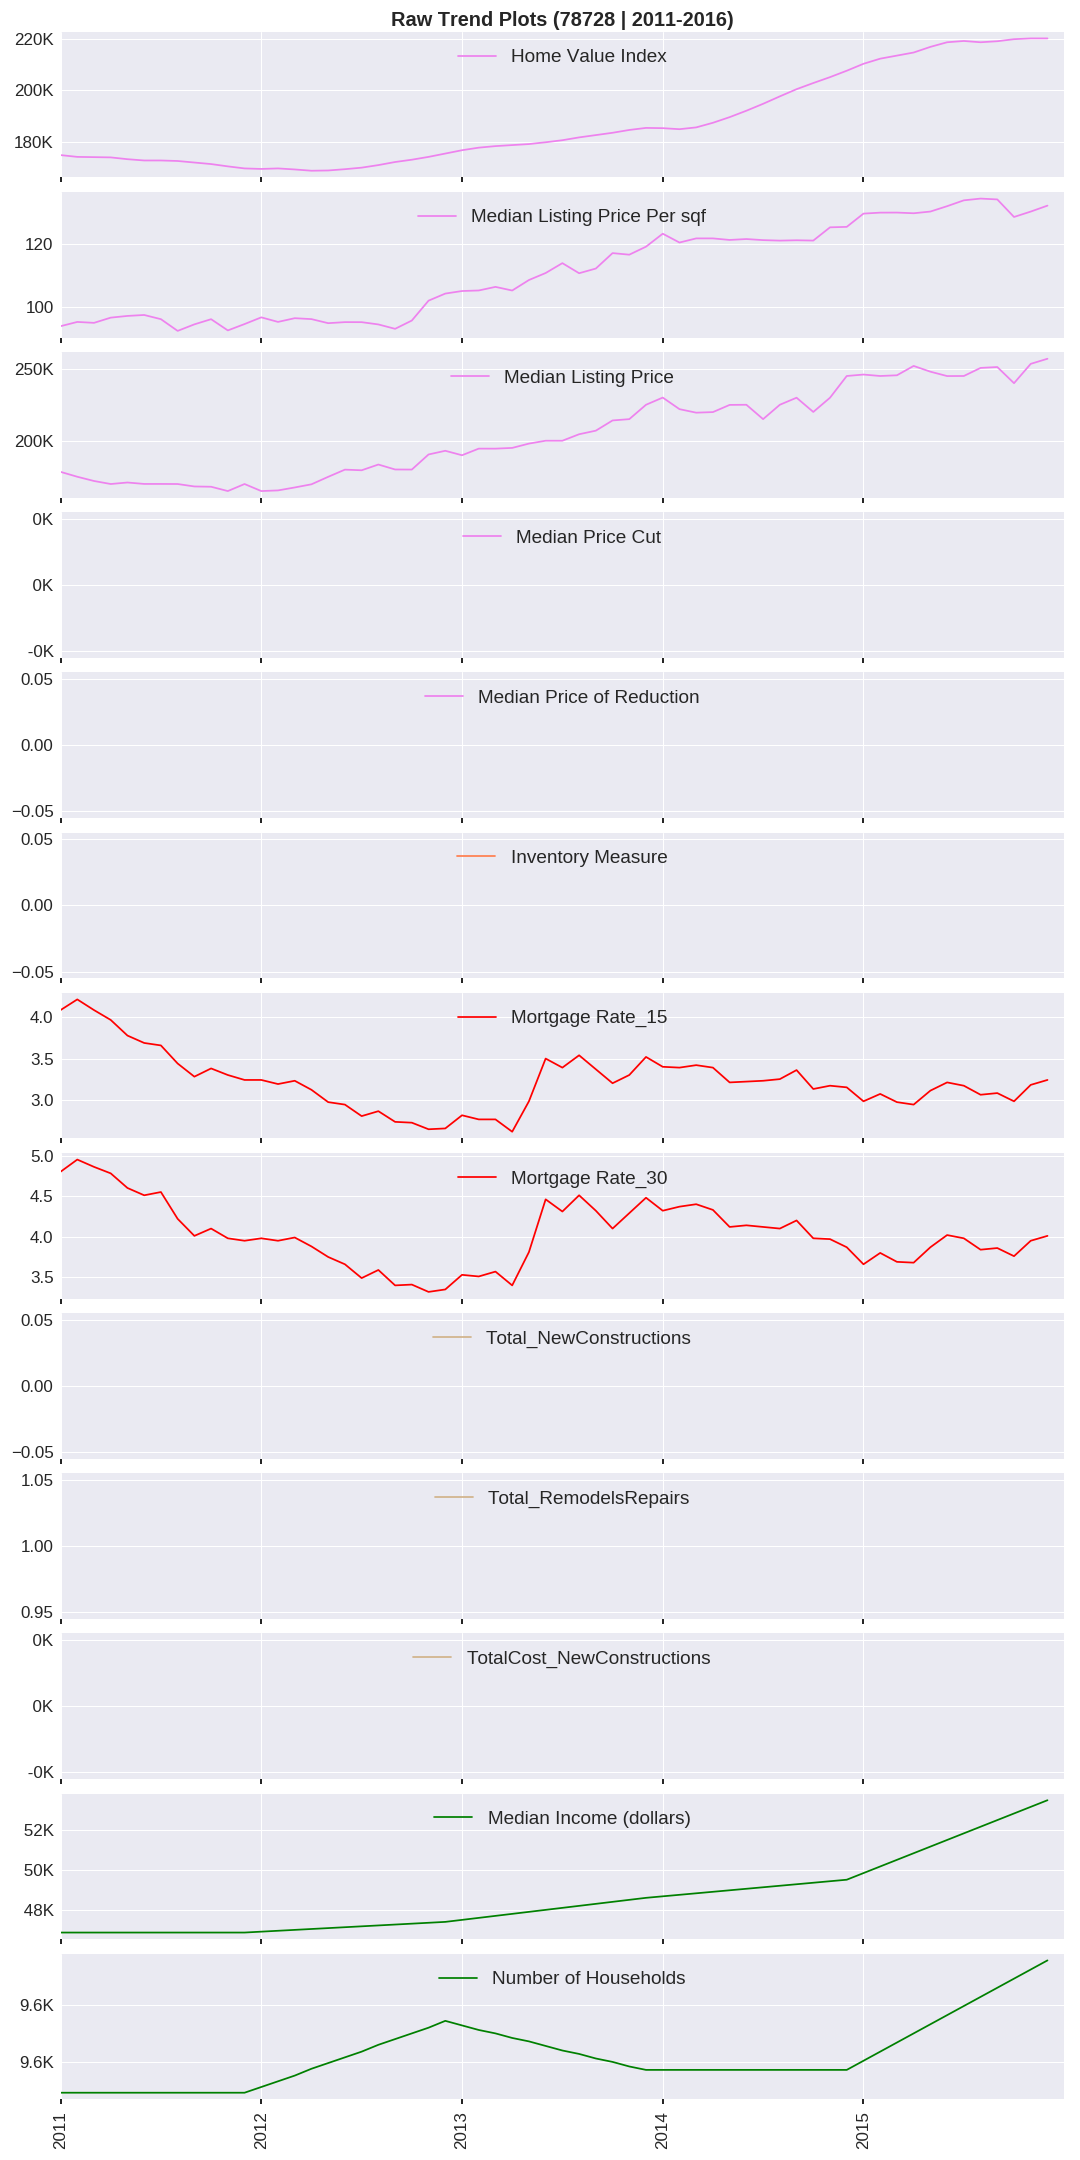 Raw Trend Plots (78728 | 2011-2016)
220K
200K
180K
Home Value Index
120
100
Median Listing Price Per sqf
250K
200K
Median Listing Price
0K
0K
-0K
Median Price Cut
0.05
0.00
−0.05
Median Price of Reduction
0.05
0.00
−0.05
Inventory Measure
4.0
3.5
3.0
Mortgage Rate_15
5.0
4.5
4.0
3.5
Mortgage Rate_30
0.05
0.00
−0.05
Total_NewConstructions
1.05
1.00
0.95
Total_RemodelsRepairs
0K
0K
-0K
TotalCost_NewConstructions
52K
50K
48K
Median Income (dollars)
9.6K
9.6K
Number of Households
2011
2012
2013
2014
2015